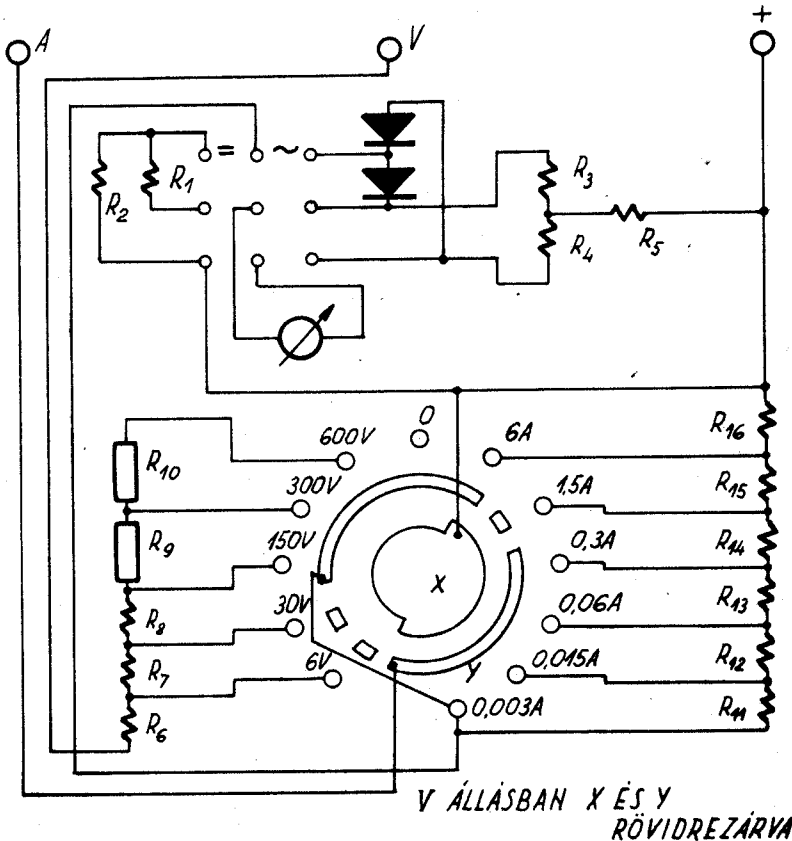 A
V
+
=
~
R1
R2
R3
R4
R5
0
600V
6A
R16
R10
300V
1,5A
R15
R9
150V
0,3A
R14
X
R13
R8
30V
0,06A
R7
6V
Y
0,015A
R12
R6
0,003A
R11
V ÁLLÁSBAN X ÉS Y
RÖVIDREZÁRVA